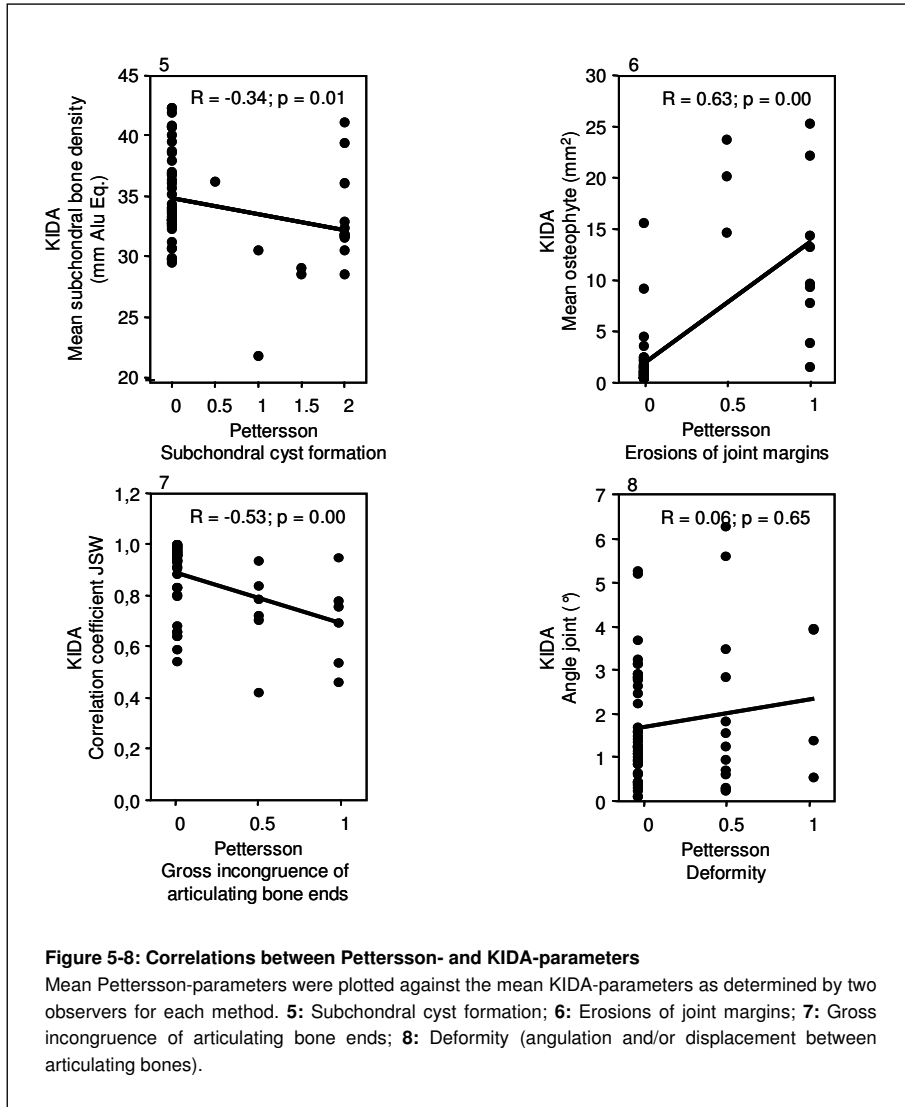 5
R = -0.34; p = 0.01
45
40
35
30
25
20
KIDA
Mean subchondral bone density
(mm Alu Eq.)
0 0.5 1 1.5 2
Pettersson
Subchondral cyst formation
6
R = 0.63; p = 0.00
30
25
20
15
10
5
0
KIDA
Mean osteophyte (mm²)
0 0.5 1
Pettersson
Erosions of joint margins
7
R = -0.53; p = 0.00
1,2
1,0
0,8
0,6
0,4
0,2
0,0
KIDA
Correlation coefficient JSW
0 0.5 1
Pettersson
Gross incongruence of
articulating bone ends
8
R = 0.06; p = 0.65
7
6
5
4
3
2
1
0
KIDA
Angle joint (°)
0 0.5 1
Pettersson
Deformity
Figure 5-8: Correlations between Pettersson- and KIDA-parameters
Mean Pettersson-parameters were plotted against the mean KIDA-parameters as determined by two
observers for each method. 5: Subchondral cyst formation; 6: Erosions of joint margins; 7: Gross
incongruence of articulating bone ends; 8: Deformity (angulation and/or displacement between
articulating bones).